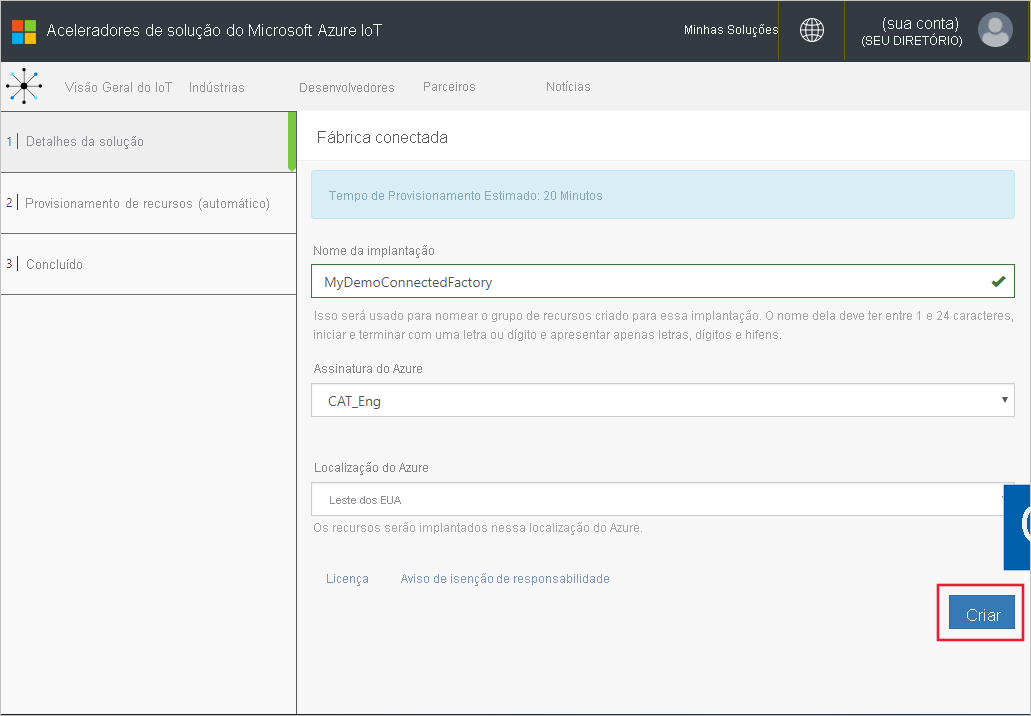 Aceleradores de solução do Microsoft Azure IoT
Minhas Soluções
(sua conta)
(SEU DIRETÓRIO)
Visão Geral do IoT Indústrias Desenvolvedores Parceiros Notícias
1 Detalhes da solução
2 Provisionamento de recursos (automático)
3 Concluído
Fábrica conectada
Tempo de Provisionamento Estimado: 20 Minutos
Nome da implantação
MyDemoConnectedFactory
Isso será usado para nomear o grupo de recursos criado para essa implantação. O nome dela deve ter entre 1 e 24 caracteres,
iniciar e terminar com uma letra ou dígito e apresentar apenas letras, dígitos e hifens.
Assinatura do Azure
CAT_Eng
Localização do Azure
Leste dos EUA
Os recursos serão implantados nessa localização do Azure.
Licença Aviso de isenção de responsabilidade
Criar